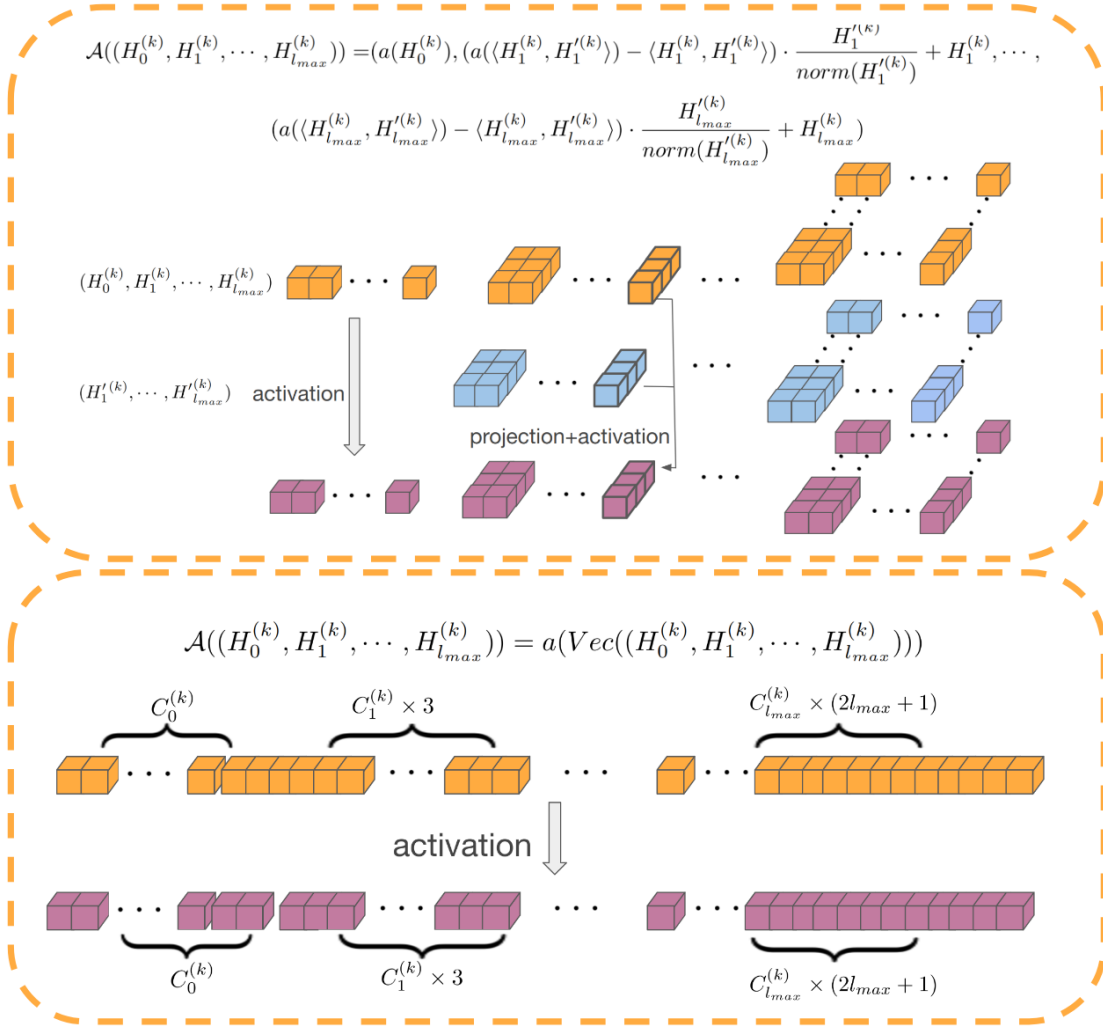 𝒜((H_0^{(k)}, H_1^{(k)}, ⋯, H_{l_{max}}^{(k)})) = (a(H_0^{(k)}), (a(⟨H_1^{(k)}, H_1'^{(k)}⟩) − ⟨H_1^{(k)}, H_1'^{(k)}⟩) · \frac{H_1'^{(k)}}{norm(H_1'^{(k)})} + H_1^{(k)}, ⋯,
(a(⟨H_{l_{max}}^{(k)}, H_{l_{max}}'^{(k)}⟩) − ⟨H_{l_{max}}^{(k)}, H_{l_{max}}'^{(k)}⟩) · \frac{H_{l_{max}}'^{(k)}}{norm(H_{l_{max}}'^{(k)})} + H_{l_{max}}^{(k)})
(H_0^{(k)}, H_1^{(k)}, ⋯, H_{l_{max}}^{(k)})
(H_1'^{(k)}, ⋯, H'^{(k)}_{l_{max}})
activation
projection+activation
𝒜((H_0^{(k)}, H_1^{(k)}, ⋯, H_{l_{max}}^{(k)})) = a(Vec((H_0^{(k)}, H_1^{(k)}, ⋯, H_{l_{max}}^{(k)})))
C_0^{(k)}
C_1^{(k)} × 3
C_{l_{max}}^{(k)} × (2l_{max} + 1)
activation
C_0^{(k)}
C_1^{(k)} × 3
C_{l_{max}}^{(k)} × (2l_{max} + 1)